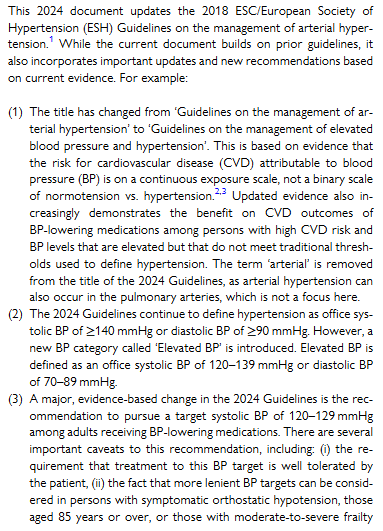 This 2024 document updates the 2018 ESC/European Society of
Hypertension (ESH) Guidelines on the management of arterial hyper-
tension.1 While the current document builds on prior guidelines, it
also incorporates important updates and new recommendations based
on current evidence. For example:
(1) The title has changed from ‘Guidelines on the management of ar-
terial hypertension’ to ‘Guidelines on the management of elevated
blood pressure and hypertension’. This is based on evidence that
the risk for cardiovascular disease (CVD) attributable to blood
pressure (BP) is on a continuous exposure scale, not a binary scale
of normotension vs. hypertension.2,3 Updated evidence also in-
creasingly demonstrates the benefit on CVD outcomes of
BP-lowering medications among persons with high CVD risk and
BP levels that are elevated but that do not meet traditional thresh-
olds used to define hypertension. The term ‘arterial’ is removed
from the title of the 2024 Guidelines, as arterial hypertension can
also occur in the pulmonary arteries, which is not a focus here.
(2) The 2024 Guidelines continue to define hypertension as office sys-
tolic BP of ≥140 mmHg or diastolic BP of ≥90 mmHg. However, a
new BP category called ‘Elevated BP’ is introduced. Elevated BP is
defined as an office systolic BP of 120–139 mmHg or diastolic BP
of 70–89 mmHg.
(3) A major, evidence-based change in the 2024 Guidelines is the rec-
ommendation to pursue a target systolic BP of 120–129 mmHg
among adults receiving BP-lowering medications. There are several
important caveats to this recommendation, including: (i) the re-
quirement that treatment to this BP target is well tolerated by
the patient, (ii) the fact that more lenient BP targets can be consid-
ered in persons with symptomatic orthostatic hypotension, those
aged 85 years or over, or those with moderate-to-severe frailty